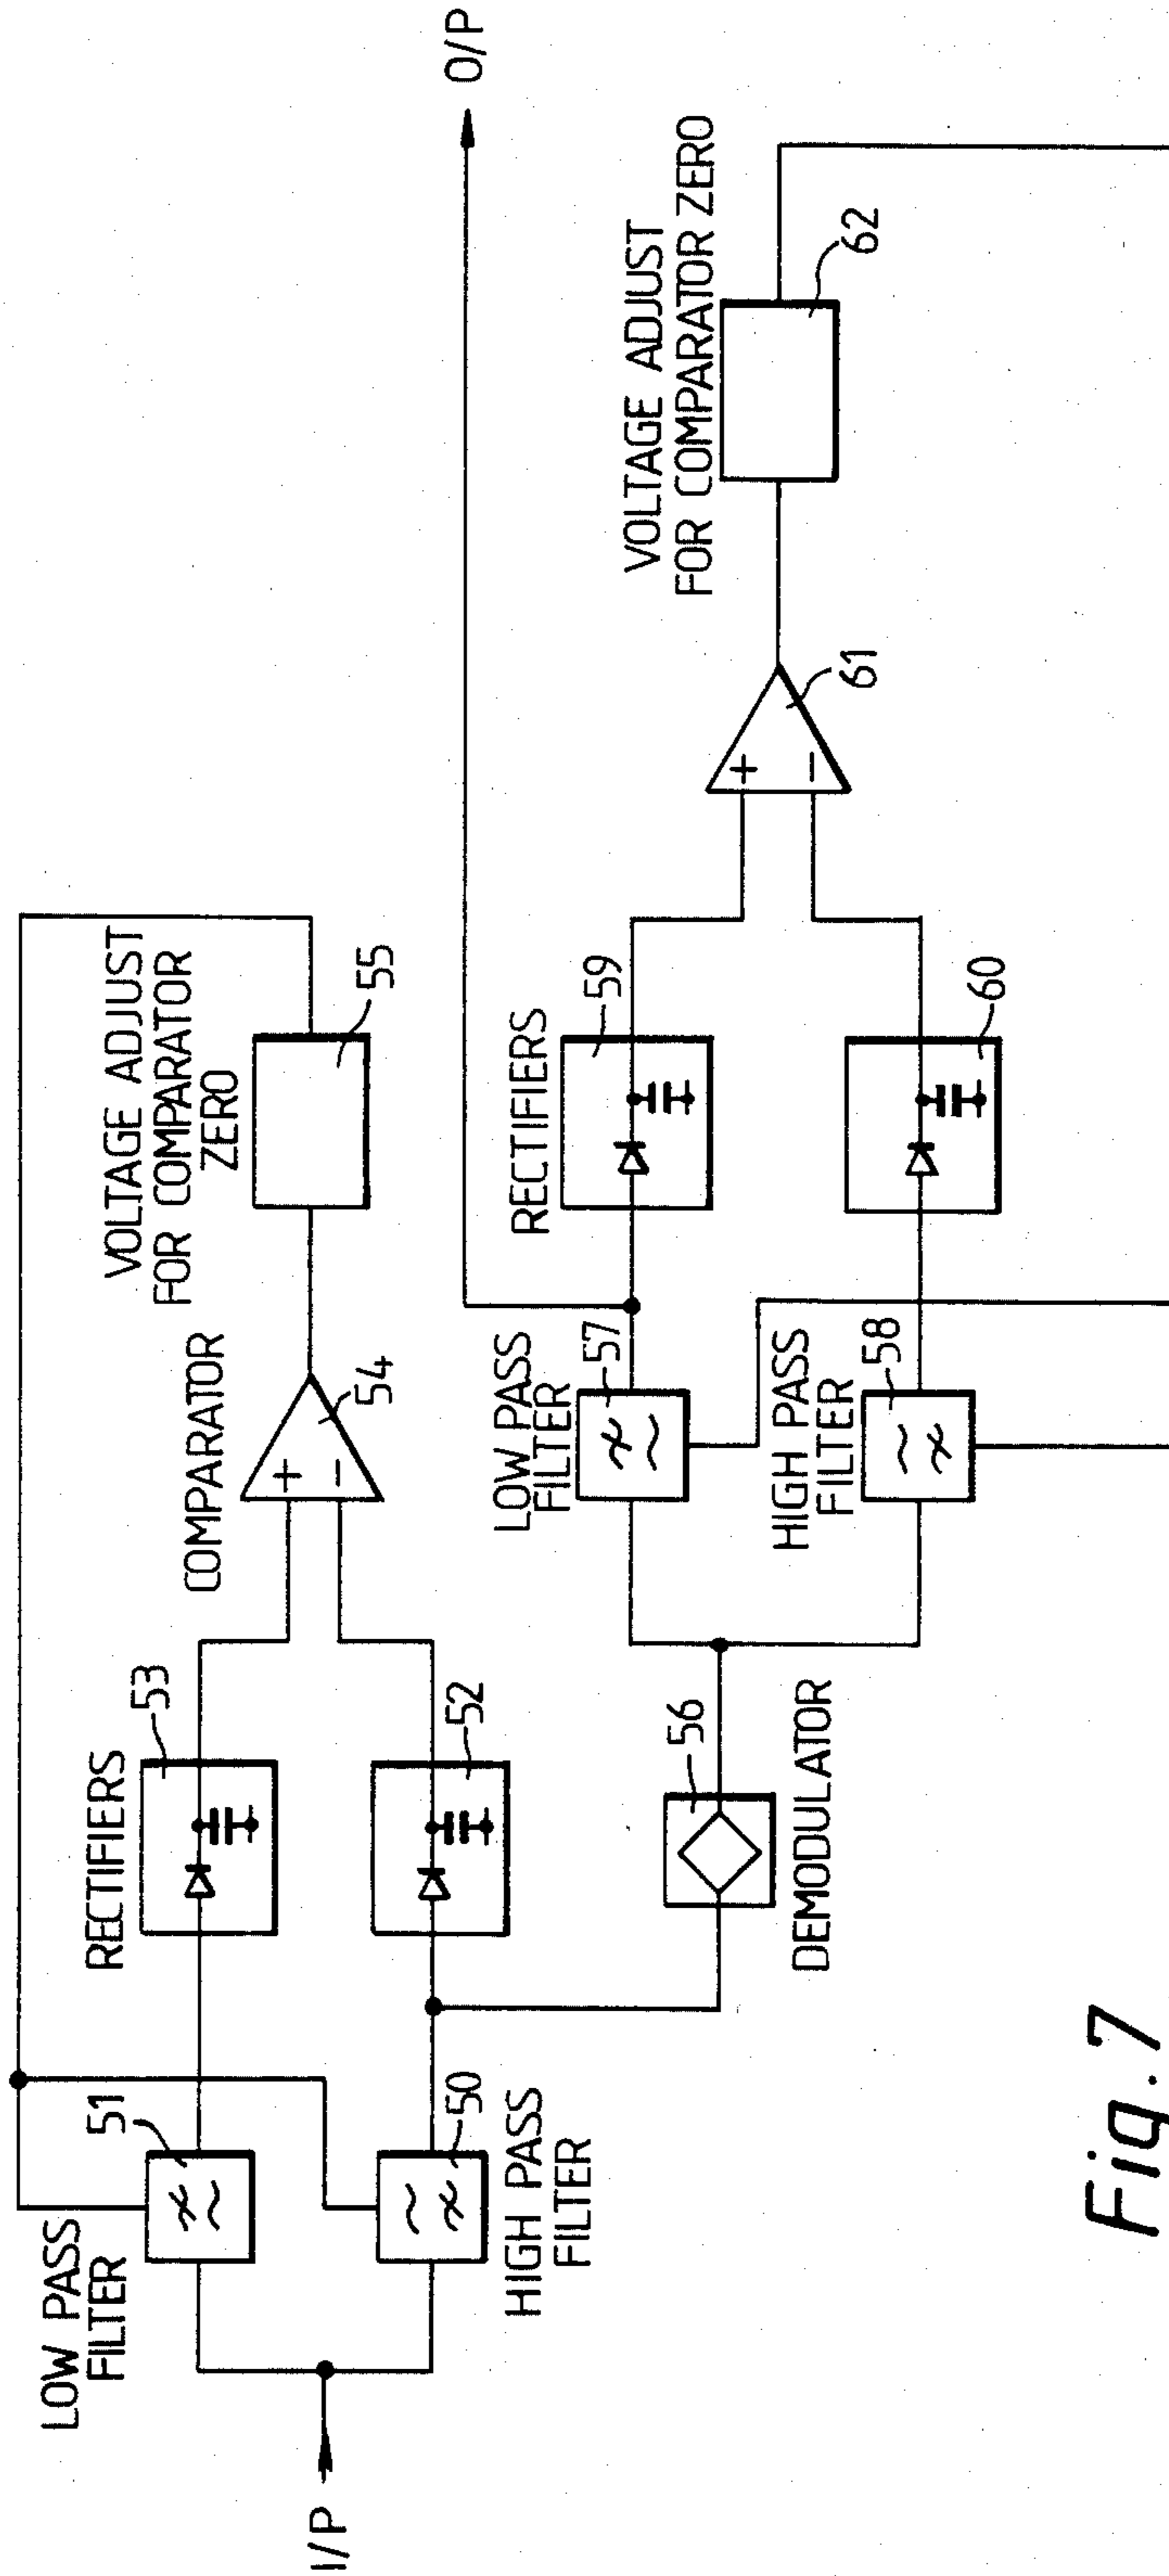 I/P
LOW PASS
FILTER
51
HIGH PASS
FILTER
50
RECTIFIERS
53
52
COMPARATOR
+
−
54
VOLTAGE ADJUST
FOR COMPARATOR
ZERO
55
DEMODULATOR
56
LOW PASS
FILTER
57
HIGH PASS
FILTER
58
RECTIFIERS
59
60
+
−
61
VOLTAGE ADJUST
FOR COMPARATOR ZERO
62
O/P
Fig. 7